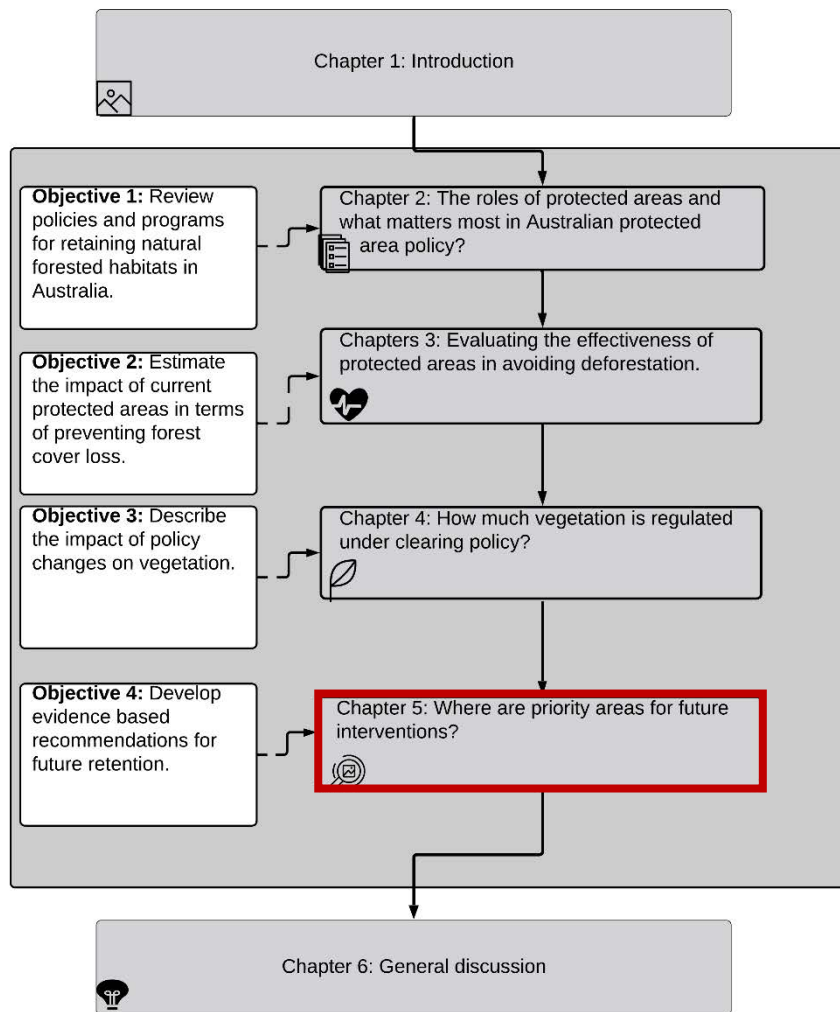 Chapter 1: Introduction
Objective 1: Review
policies and programs
for retaining natural
forested habitats in
Australia.
Chapter 2: The roles of protected areas and
what matters most in Australian protected
area policy?
Objective 2: Estimate
the impact of current
protected areas in terms
of preventing forest
cover loss.
Chapters 3: Evaluating the effectiveness of
protected areas in avoiding deforestation.
Objective 3: Describe
the impact of policy
changes on vegetation.
Chapter 4: How much vegetation is regulated
under clearing policy?
Objective 4: Develop
evidence based
recommendations for
future retention.
Chapter 5: Where are priority areas for future
interventions?
Chapter 6: General discussion